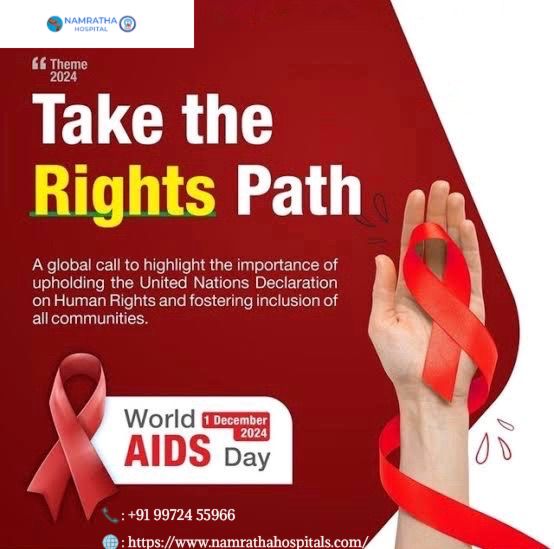 NAMRATHA
HOSPITAL
“ Theme
2024
Take the
Rights Path
A global call to highlight the importance of
upholding the United Nations Declaration
on Human Rights and fostering inclusion of
all communities.
World 1 December
2024
AIDS Day
: +91 99724 55966
: https://www.namrathahospitals.com/